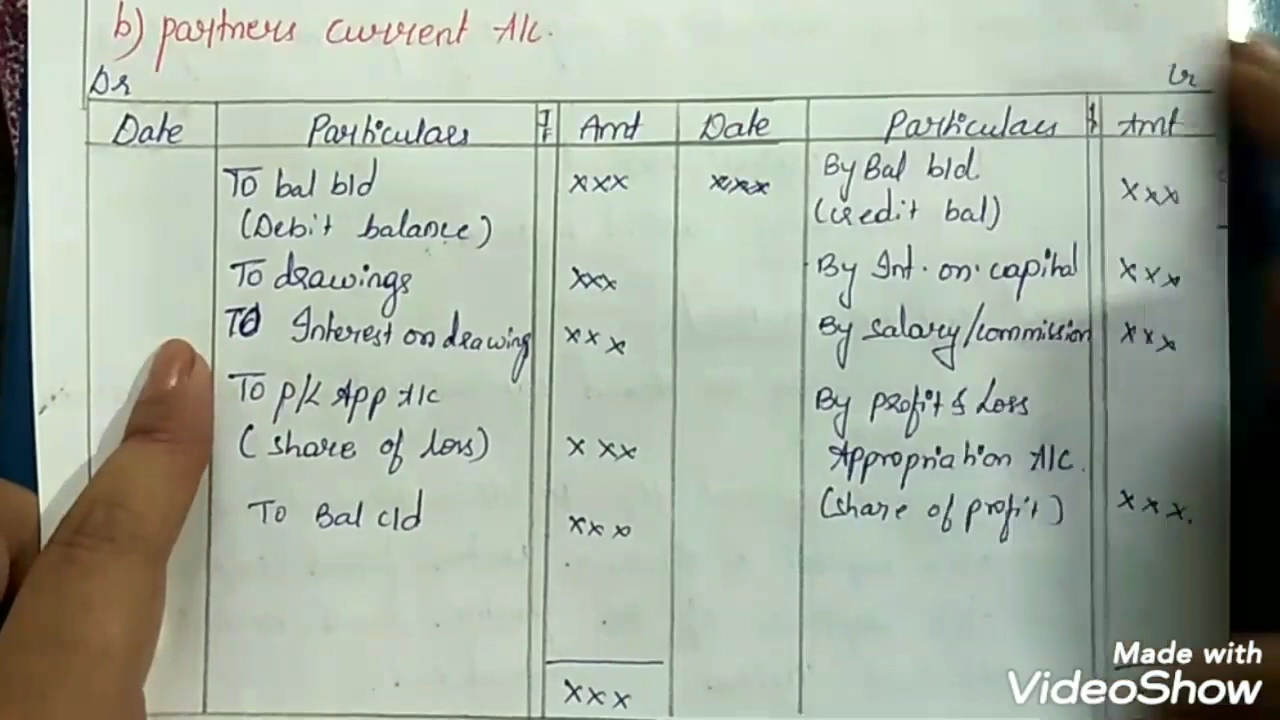 b) partners current A/c.
Dr Cr
Date Particulars JF Amt Date Particulars Amt
To bal b/d xxx xxx By Bal b/d. xxx
(Debit balance) (credit bal)
To drawings xxx By Int. on. capital xxx
To Interest on drawing xxx By salary/commission xxx
To P/L App A/c By Profit & Loss
(share of loss) xxx Appropriation A/c.
To Bal c/d xxx (share of profit) xxx.
xxx
Made with
VideoShow